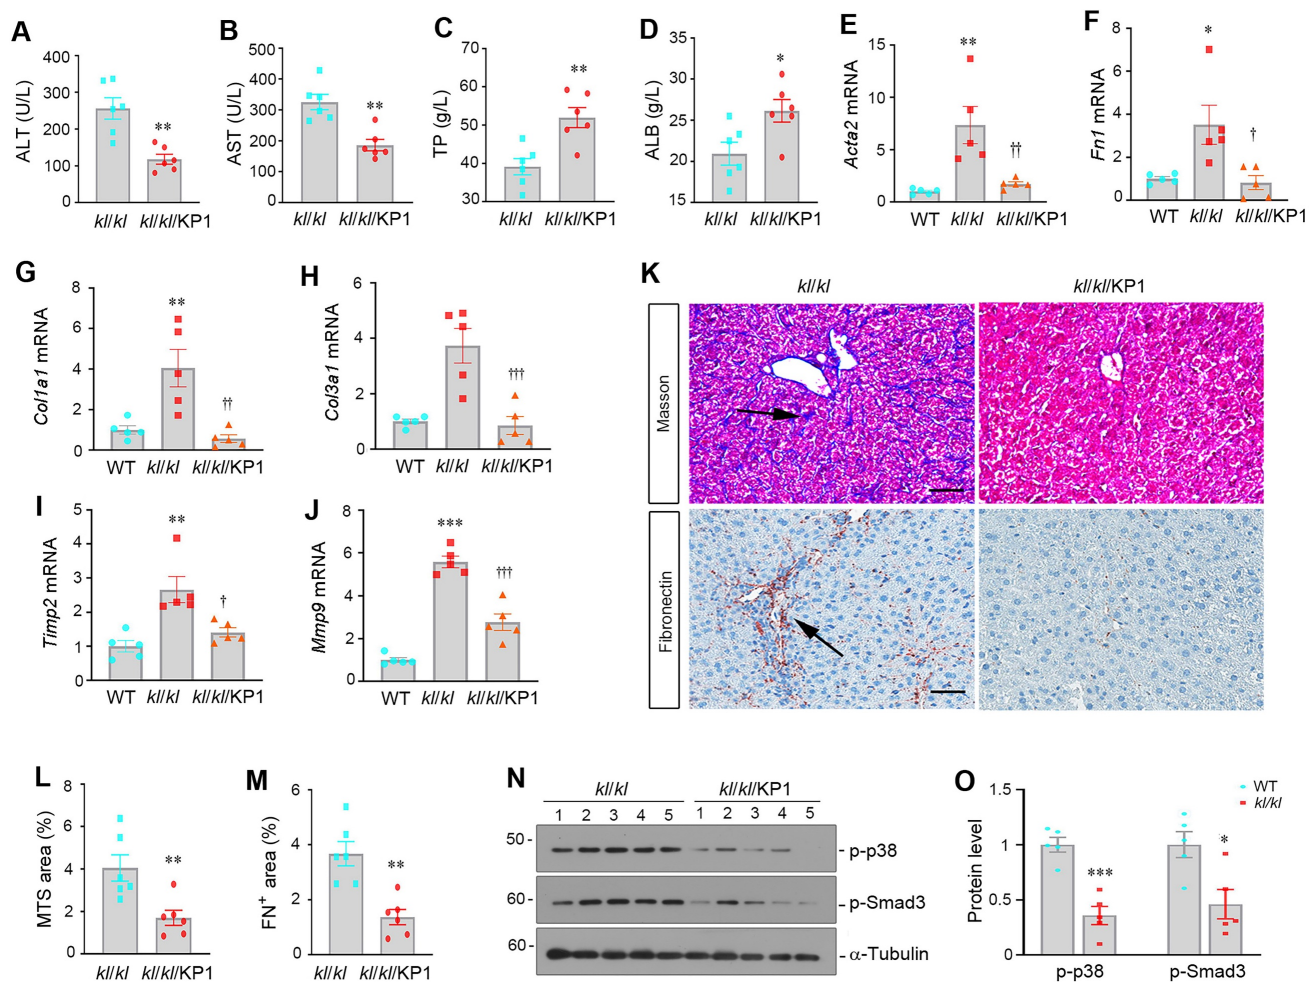 A
ALT (U/L)
400
300
200
100
0
**
kl/kl
kl/kl/KP1
B
AST (U/L)
500
400
300
200
100
0
**
kl/kl
kl/kl/KP1
C
TP (g/L)
70
60
50
40
30
**
kl/kl
kl/kl/KP1
D
ALB (g/L)
35
30
25
20
15
*
kl/kl
kl/kl/KP1
E
Acta2 mRNA
15
10
5
0
**
††
WT
kl/kl
kl/kl/KP1
F
Fn1 mRNA
8
6
4
2
0
*
†
WT
kl/kl
kl/kl/KP1
G
Col1a1 mRNA
8
6
4
2
0
**
††
WT
kl/kl
kl/kl/KP1
H
Col3a1 mRNA
6
4
2
0
†††
WT
kl/kl
kl/kl/KP1
I
Timp2 mRNA
5
4
3
2
1
0
**
†
WT
kl/kl
kl/kl/KP1
J
Mmp9 mRNA
8
6
4
2
0
***
†††
WT
kl/kl
kl/kl/KP1
K
kl/kl
kl/kl/KP1
Masson
Fibronectin
L
MTS area (%)
8
6
4
2
0
**
kl/kl
kl/kl/KP1
M
FN+ area (%)
6
4
2
0
**
kl/kl
kl/kl/KP1
N
kl/kl
kl/kl/KP1
1 2 3 4 5 1 2 3 4 5
50-
- p-p38
60-
- p-Smad3
60-
- α-Tubulin
O
Protein level
1.5
1
0.5
0
WT
kl/kl
***
*
p-p38
p-Smad3